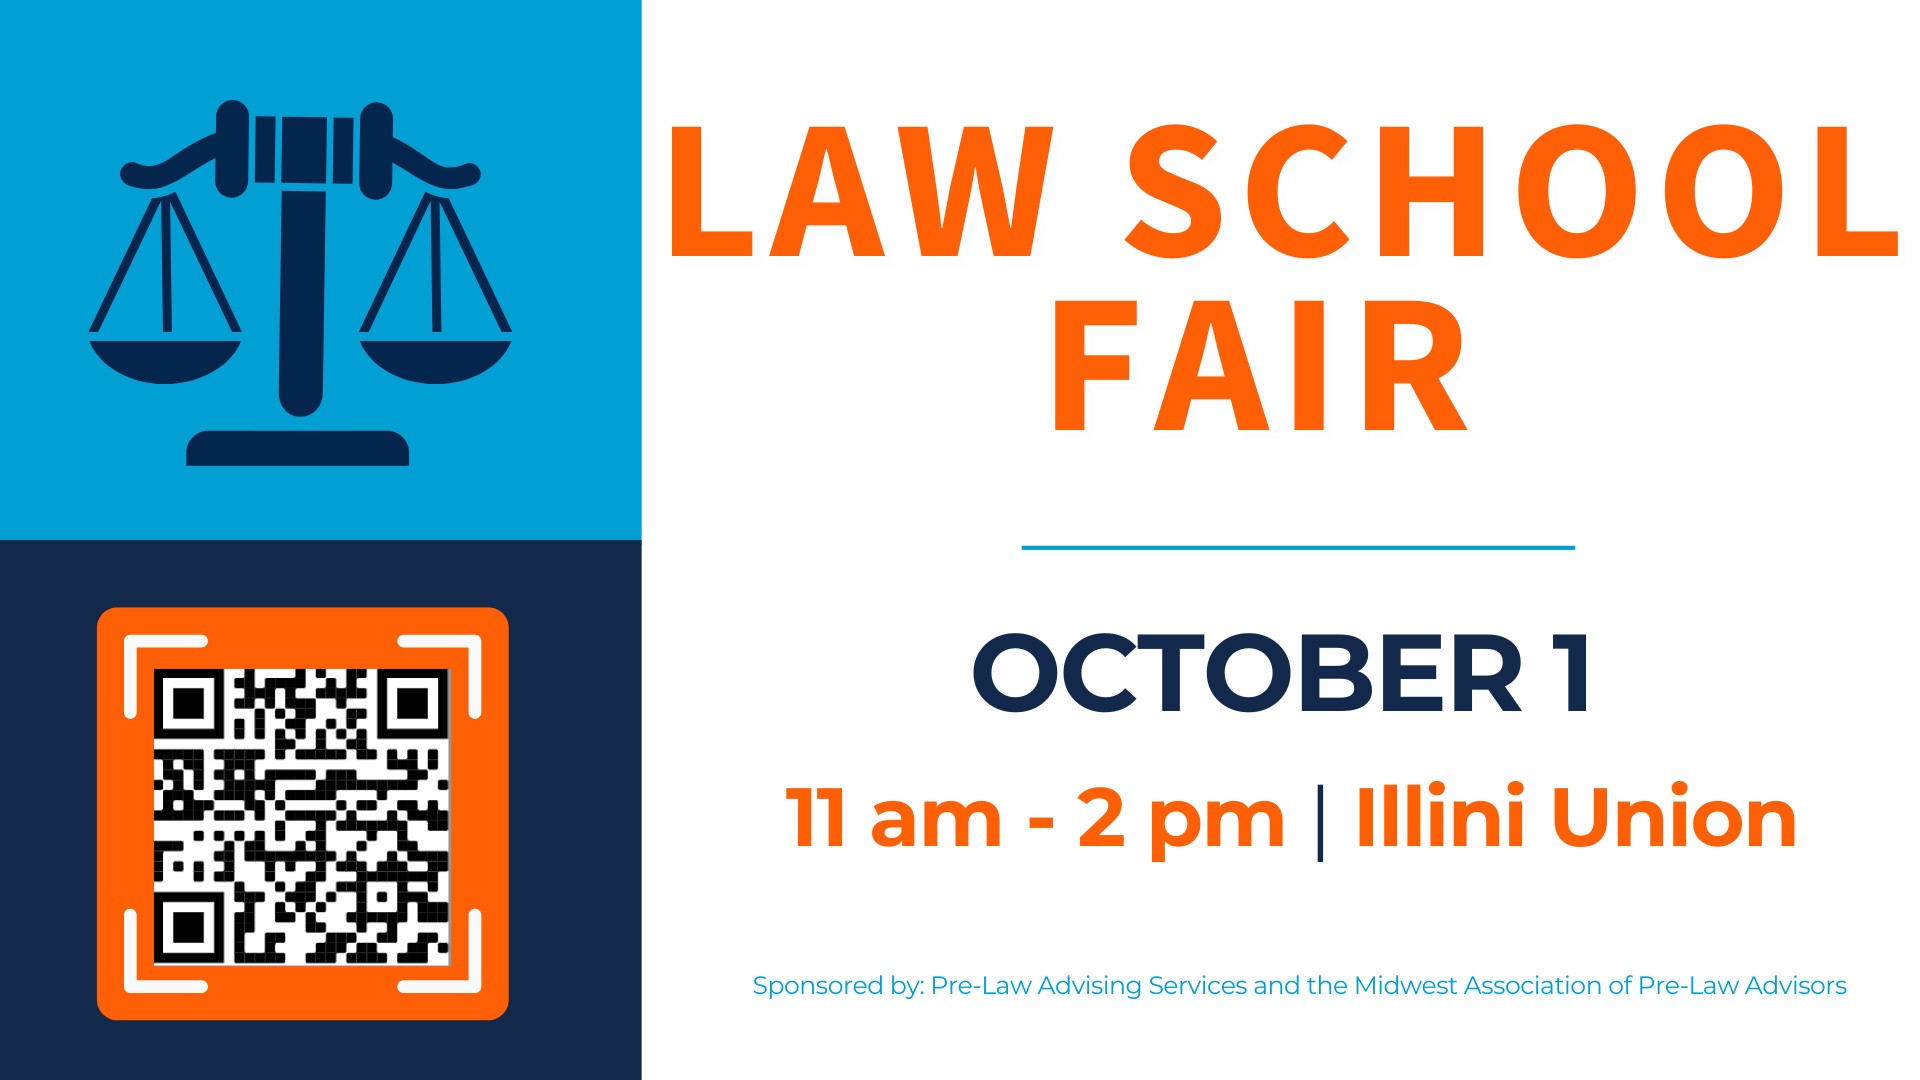 LAW SCHOOL
FAIR
OCTOBER 1
11 am - 2 pm | Illini Union
Sponsored by: Pre-Law Advising Services and the Midwest Association of Pre-Law Advisors